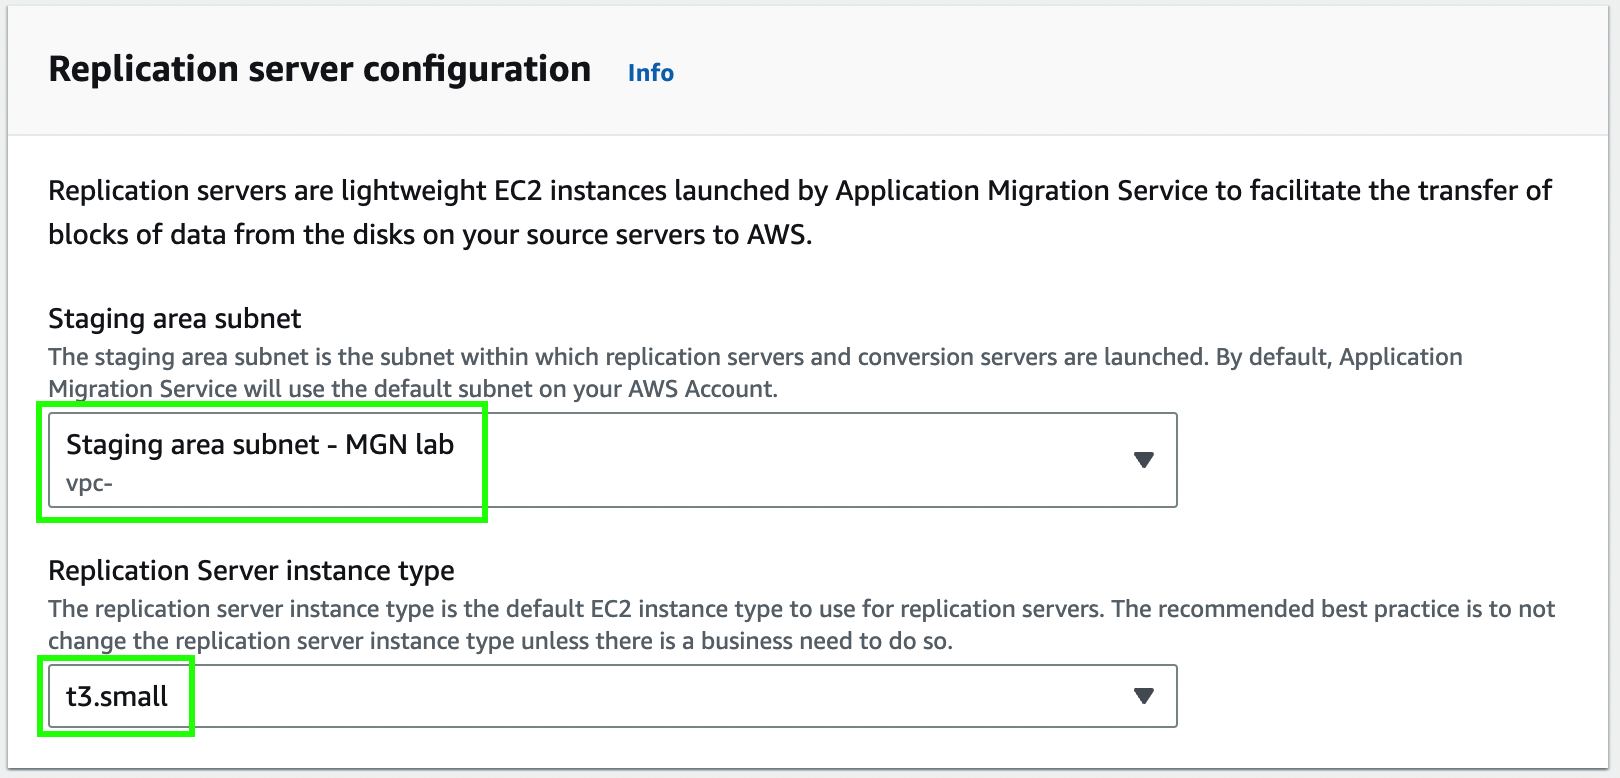 Replication server configuration Info
Replication servers are lightweight EC2 instances launched by Application Migration Service to facilitate the transfer of
blocks of data from the disks on your source servers to AWS.
Staging area subnet
The staging area subnet is the subnet within which replication servers and conversion servers are launched. By default, Application
Migration Service will use the default subnet on your AWS Account.
Staging area subnet - MGN lab
vpc-
Replication Server instance type
The replication server instance type is the default EC2 instance type to use for replication servers. The recommended best practice is to not
change the replication server instance type unless there is a business need to do so.
t3.small